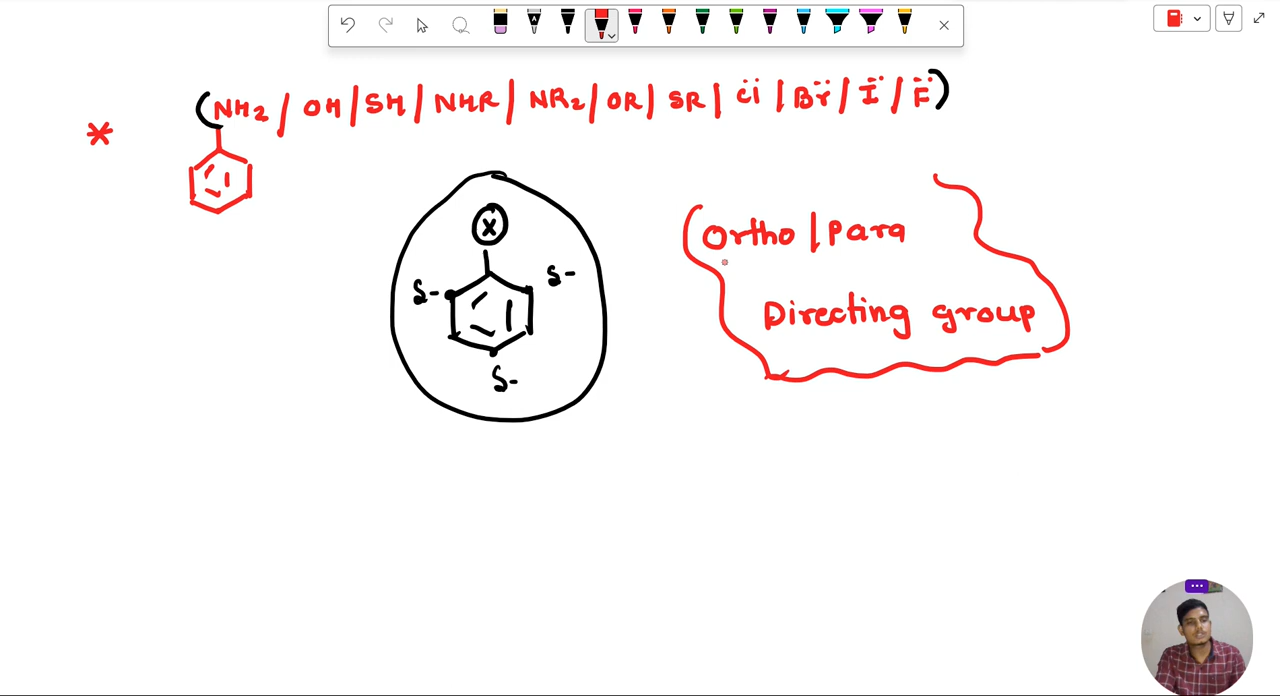 (NH2 / OH / SH / NHR / NR2 / OR / SR / Cl / Br / I / F)
*
X
Ortho / Para
δ- δ-
Directing group
δ-